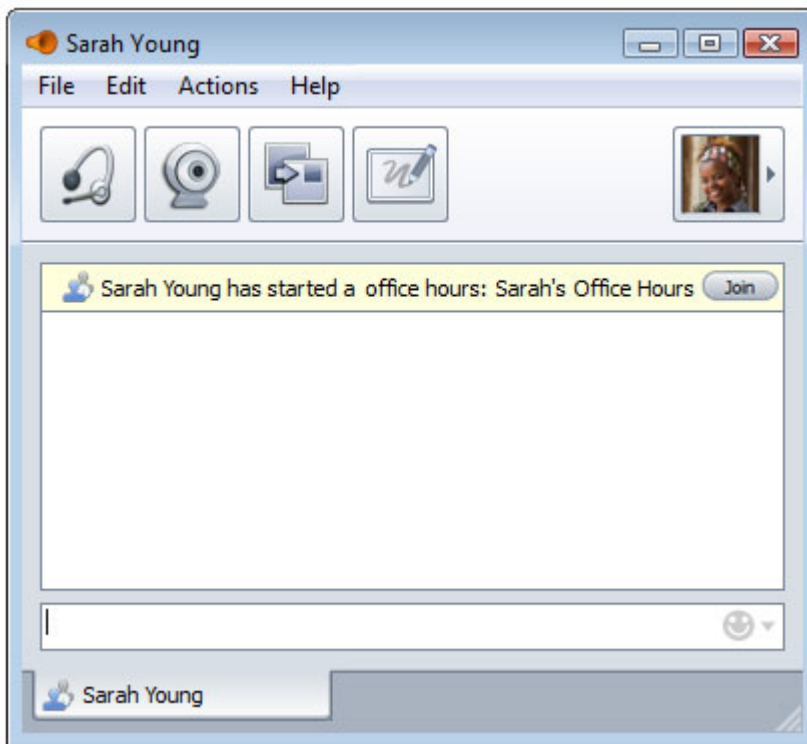 Sarah Young
File Edit Actions Help
Sarah Young has started a office hours: Sarah's Office Hours Join
Sarah Young